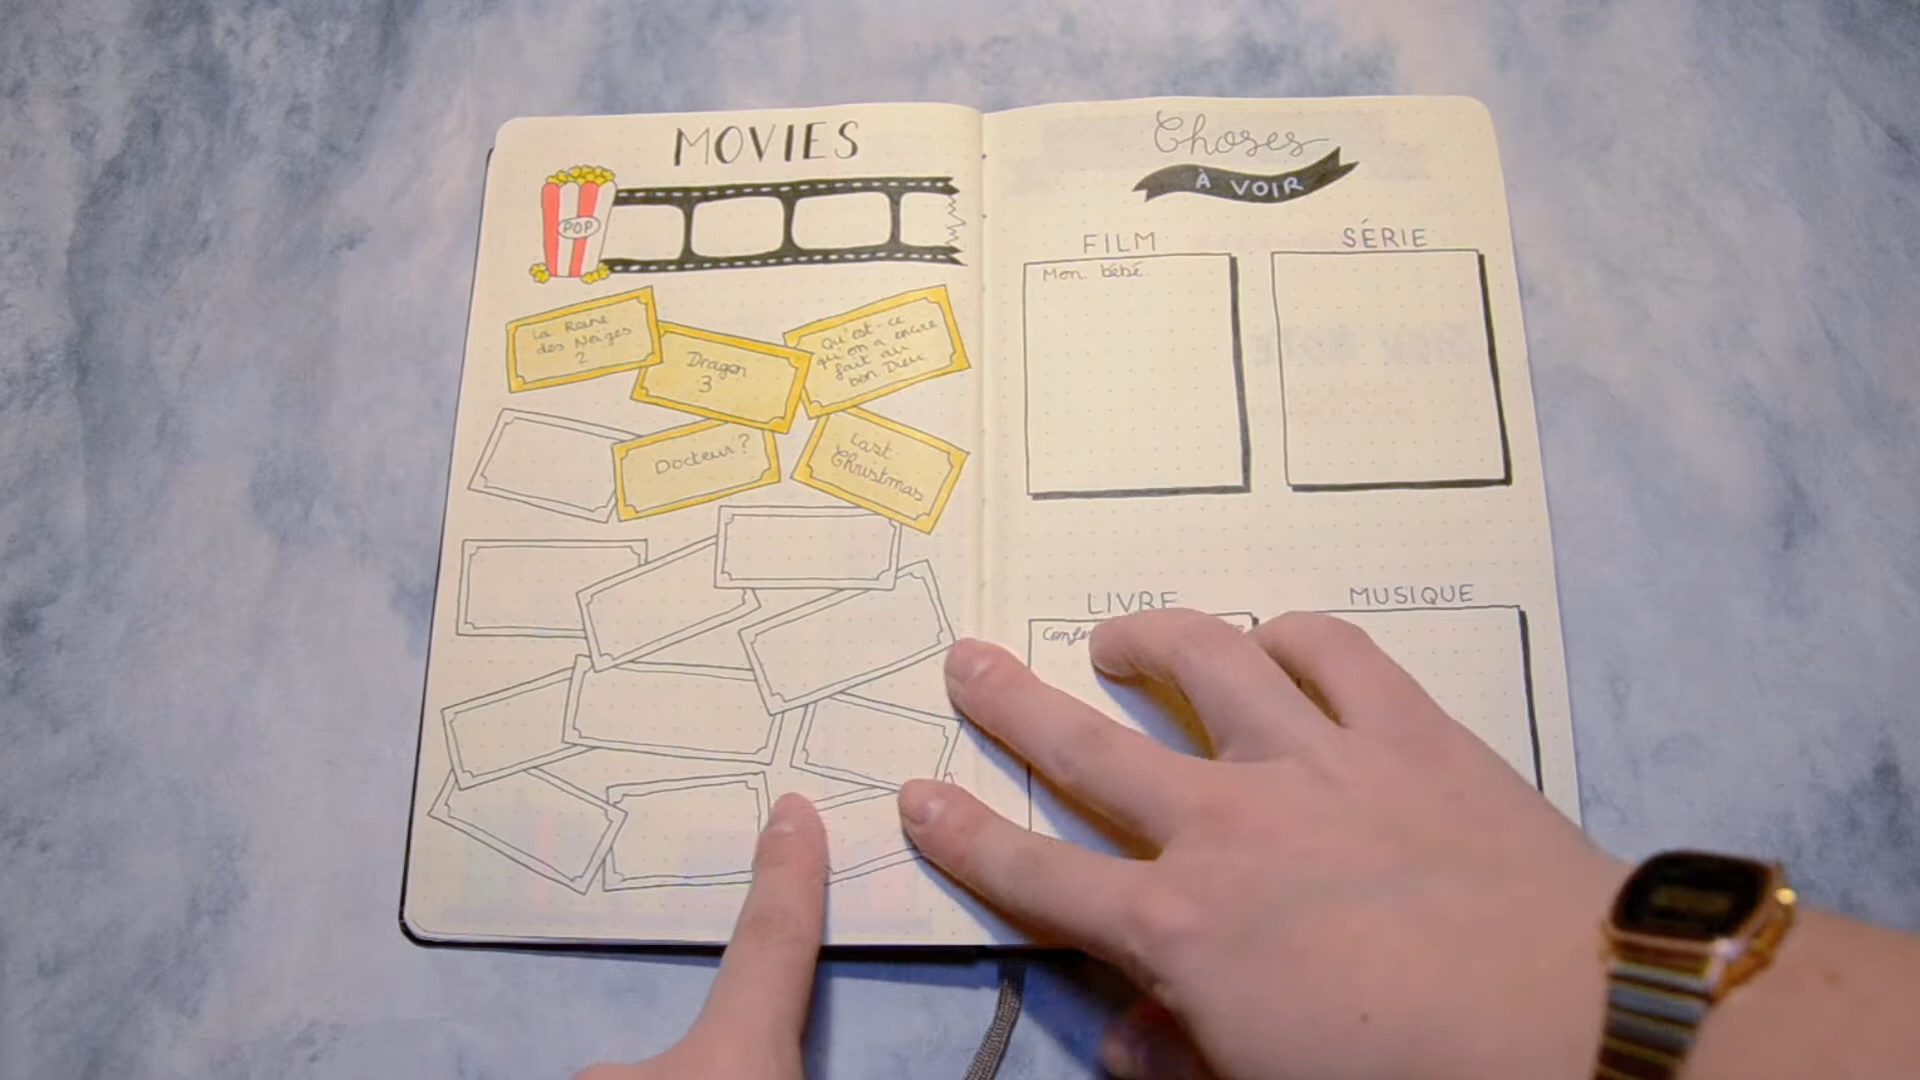 MOVIES
POP
La Reine
des Neiges
2
Dragon
3
Qu'est-ce
qu'on a encore
fait au
bon Dieu
Docteur ?
Last
Christmas
Choses
À VOIR
FILM
Mon bébé
SÉRIE
LIVRE
MUSIQUE